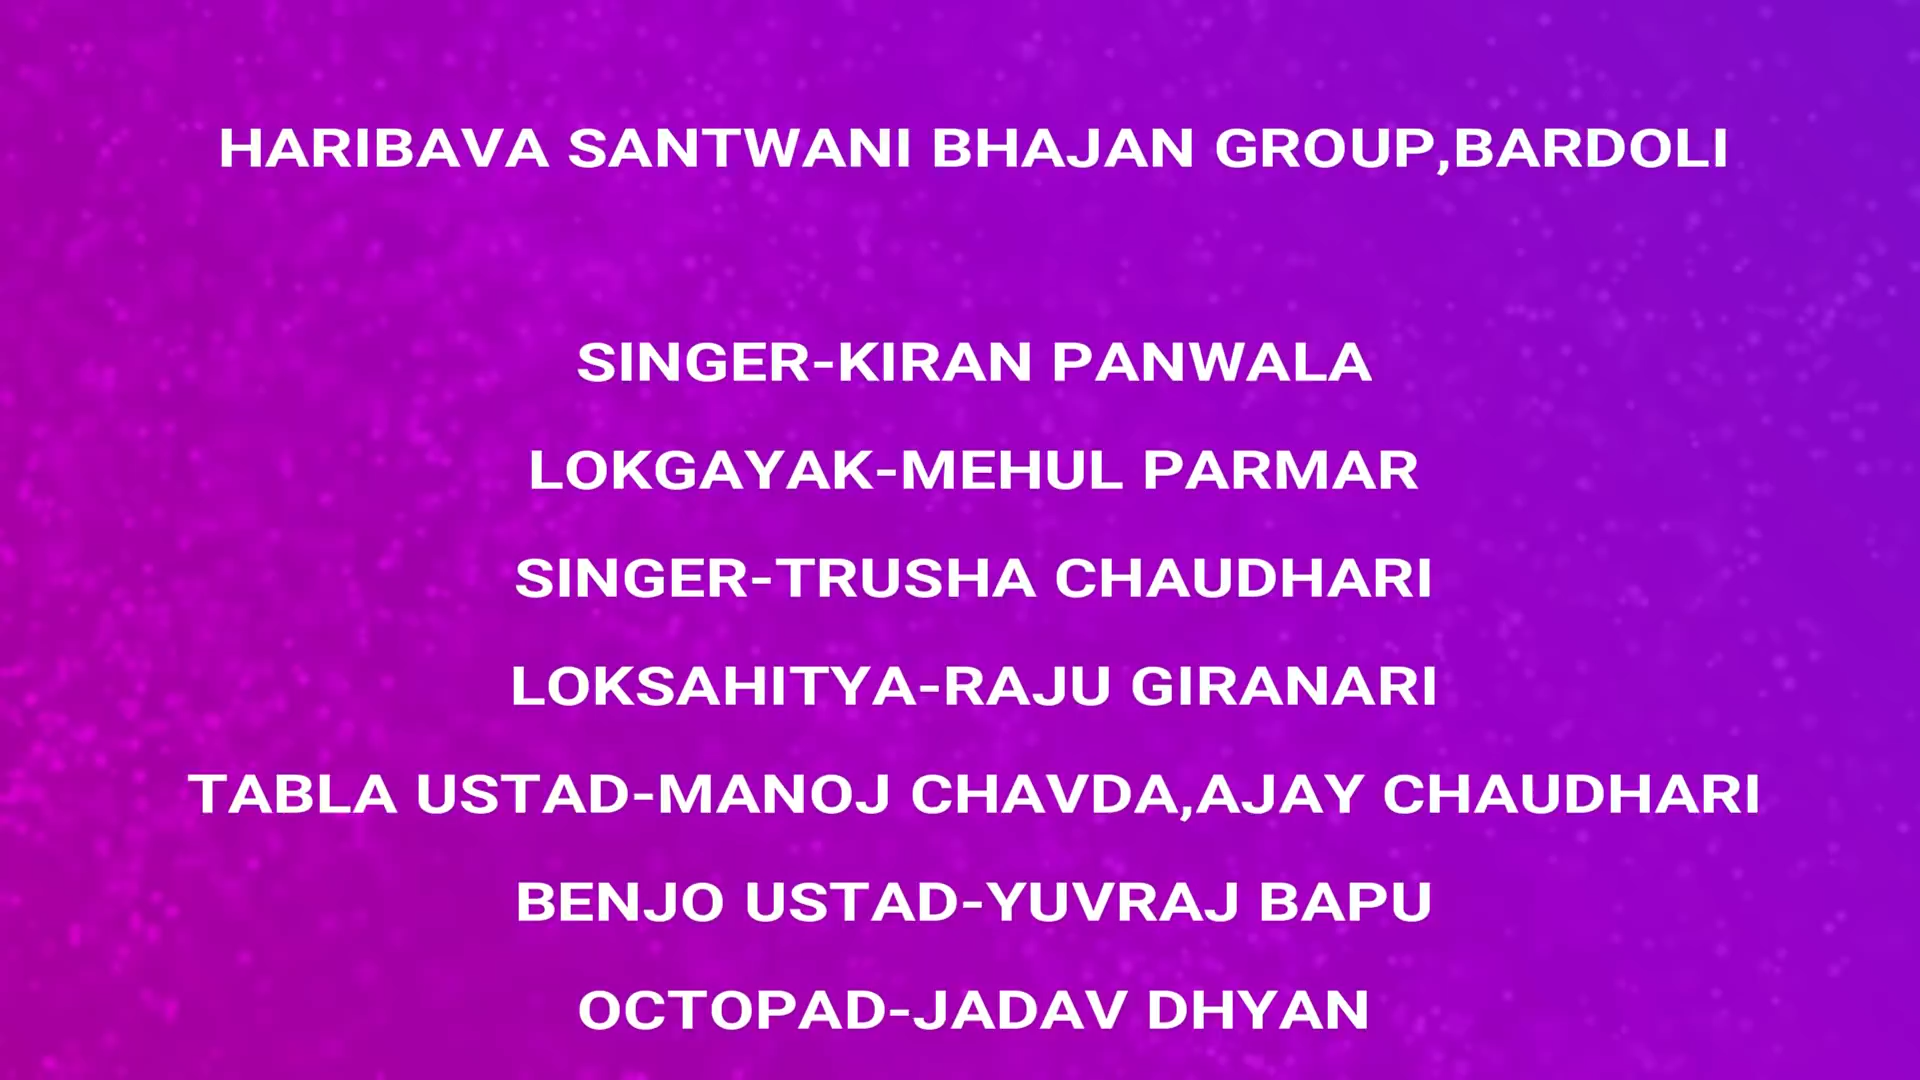 HARIBAVA SANTWANI BHAJAN GROUP,BARDOLI
SINGER-KIRAN PANWALA
LOKGAYAK-MEHUL PARMAR
SINGER-TRUSHA CHAUDHARI
LOKSAHITYA-RAJU GIRANARI
TABLA USTAD-MANOJ CHAVDA,AJAY CHAUDHARI
BENJO USTAD-YUVRAJ BAPU
OCTOPAD-JADAV DHYAN